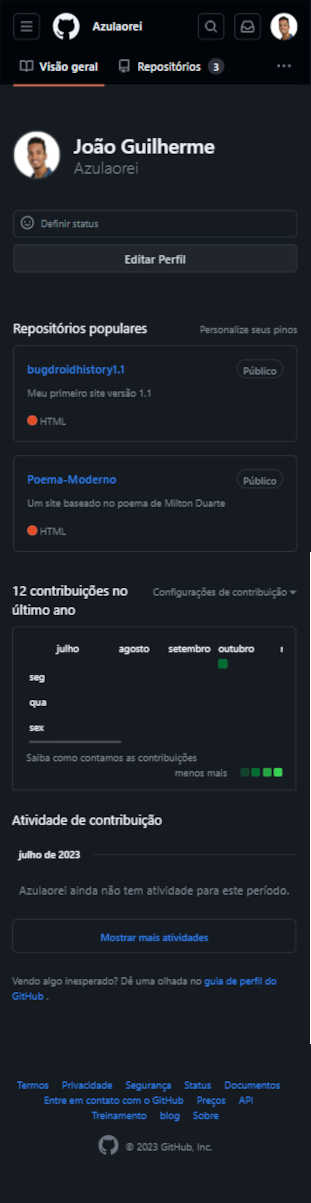 Azulaorei
Visão geral Repositórios 3
João Guilherme
Azulaorei
Definir status
Editar Perfil
Repositórios populares Personalize seus pinos
bugdroidhistory1.1 Público
Meu primeiro site versão 1.1
HTML
Poema-Moderno Público
Um site baseado no poema de Milton Duarte
HTML
12 contribuições no
último ano
Configurações de contribuição
julho agosto setembro outubro
seg
qua
sex
Saiba como contamos as contribuições
menos mais
Atividade de contribuição
julho de 2023
Azulaorei ainda não tem atividade para este período.
Mostrar mais atividades
Vendo algo inesperado? Dê uma olhada no guia de perfil do
GitHub .
Termos Privacidade Segurança Status Documentos
Entre em contato com o GitHub Preços API
Treinamento blog Sobre
© 2023 GitHub, Inc.